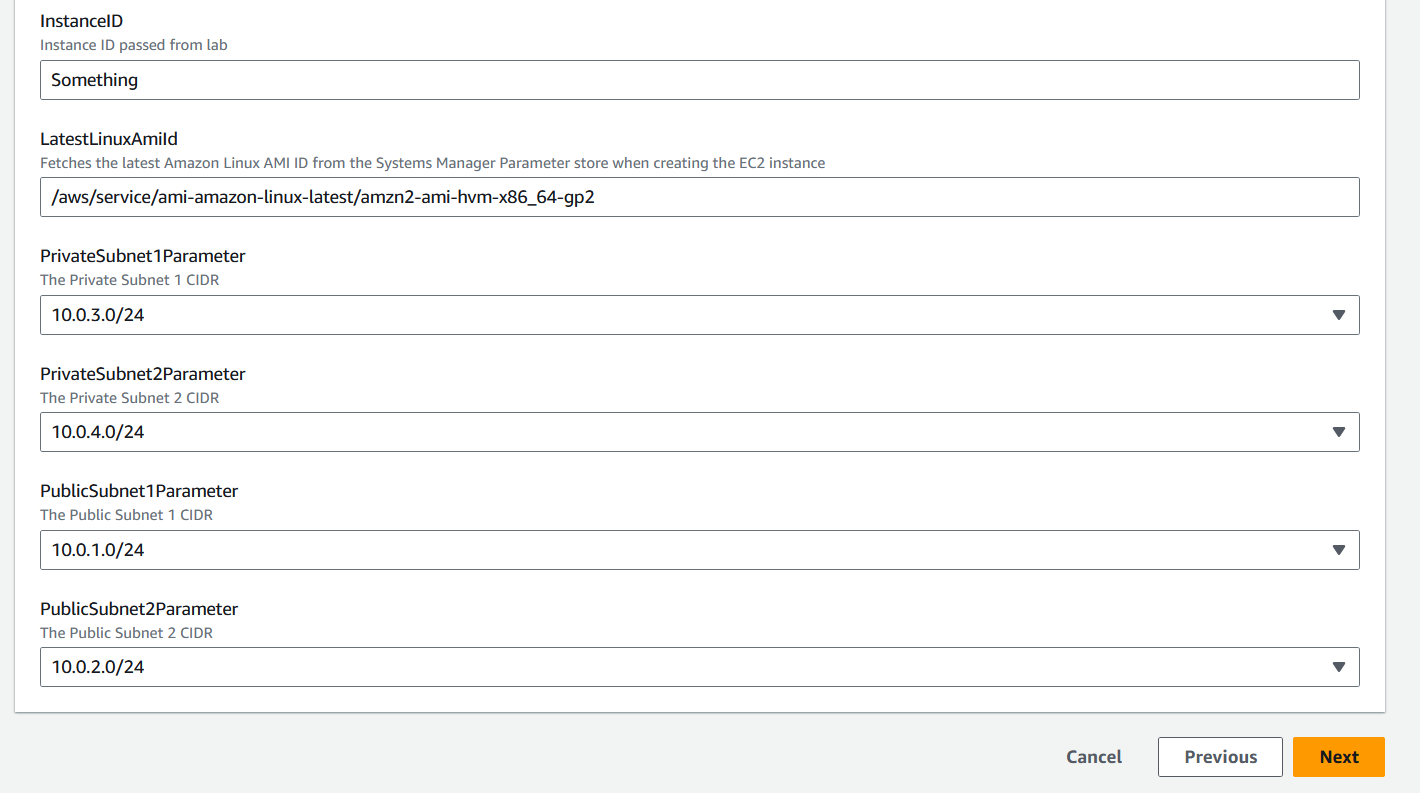 InstanceID
Instance ID passed from lab
Something
LatestLinuxAmiId
Fetches the latest Amazon Linux AMI ID from the Systems Manager Parameter store when creating the EC2 instance
/aws/service/ami-amazon-linux-latest/amzn2-ami-hvm-x86_64-gp2
PrivateSubnet1Parameter
The Private Subnet 1 CIDR
10.0.3.0/24
PrivateSubnet2Parameter
The Private Subnet 2 CIDR
10.0.4.0/24
PublicSubnet1Parameter
The Public Subnet 1 CIDR
10.0.1.0/24
PublicSubnet2Parameter
The Public Subnet 2 CIDR
10.0.2.0/24
Cancel Previous Next